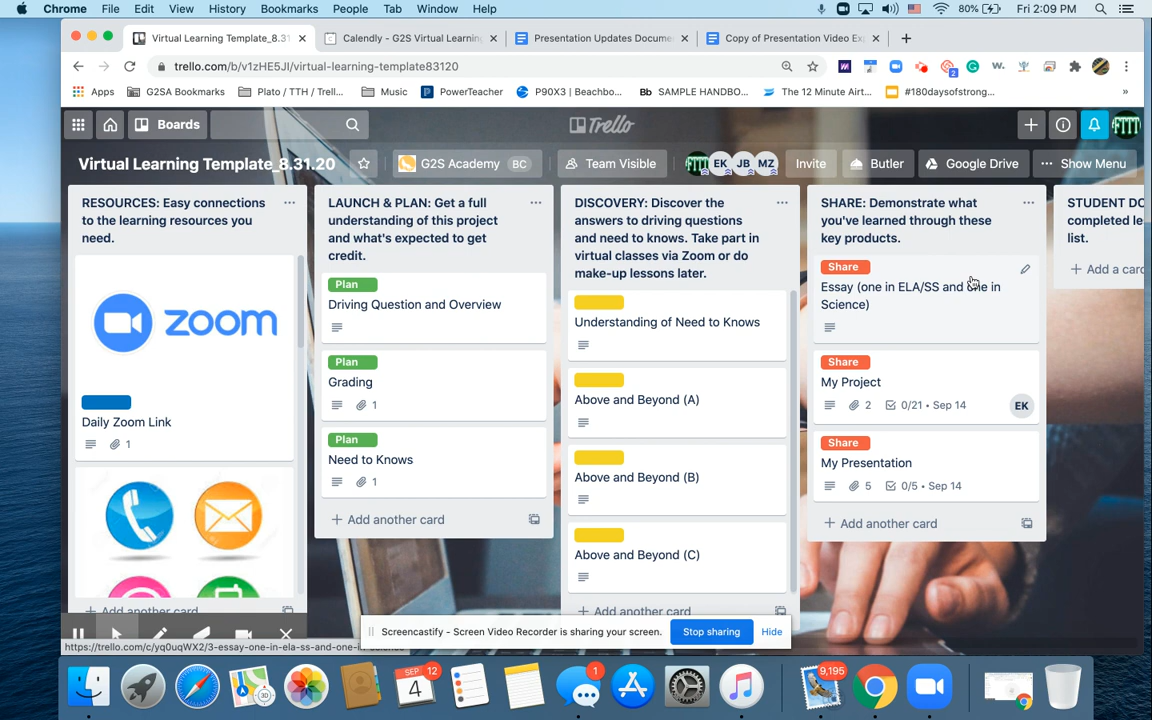 Chrome File Edit View History Bookmarks People Tab Window Help 80% Fri 2:09 PM
Virtual Learning Template_8.31 Calendly - G2S Virtual Learnin Presentation Updates Docume Copy of Presentation Video Ex
trello.com/b/v1zHE5JI/virtual-learning-template83120
2
Apps G2SA Bookmarks Plato / TTH / Trell... Music PowerTeacher P90X3 | Beachbo... Bb SAMPLE HANDBO... The 12 Minute Airt... #180daysofstrong... »
Boards Trello
Virtual Learning Template_8.31.20 G2S Academy BC Team Visible EK JB MZ Invite Butler Google Drive ··· Show Menu
RESOURCES: Easy connections
to the learning resources you
need.
zoom
Daily Zoom Link
1
Add another card
LAUNCH & PLAN: Get a full
understanding of this project
and what's expected to get
credit.
Plan
Driving Question and Overview
Plan
Grading
1
Plan
Need to Knows
1
+ Add another card
DISCOVERY: Discover the
answers to driving questions
and need to knows. Take part in
virtual classes via Zoom or do
make-up lessons later.
Understanding of Need to Knows
Above and Beyond (A)
Above and Beyond (B)
Above and Beyond (C)
+ Add another card
SHARE: Demonstrate what
you've learned through these
key products.
Share
Essay (one in ELA/SS and one in
Science)
Share
My Project
2 0/21 • Sep 14
EK
Share
My Presentation
5 0/5 • Sep 14
+ Add another card
STUDENT DO
completed le
list.
+ Add a card
Screencastify - Screen Video Recorder is sharing your screen. Stop sharing Hide
https://trello.com/c/yq0uqWX2/3-essay-one-in-ela-ss-and-one-in-science
SEP 12
4
1
9,195